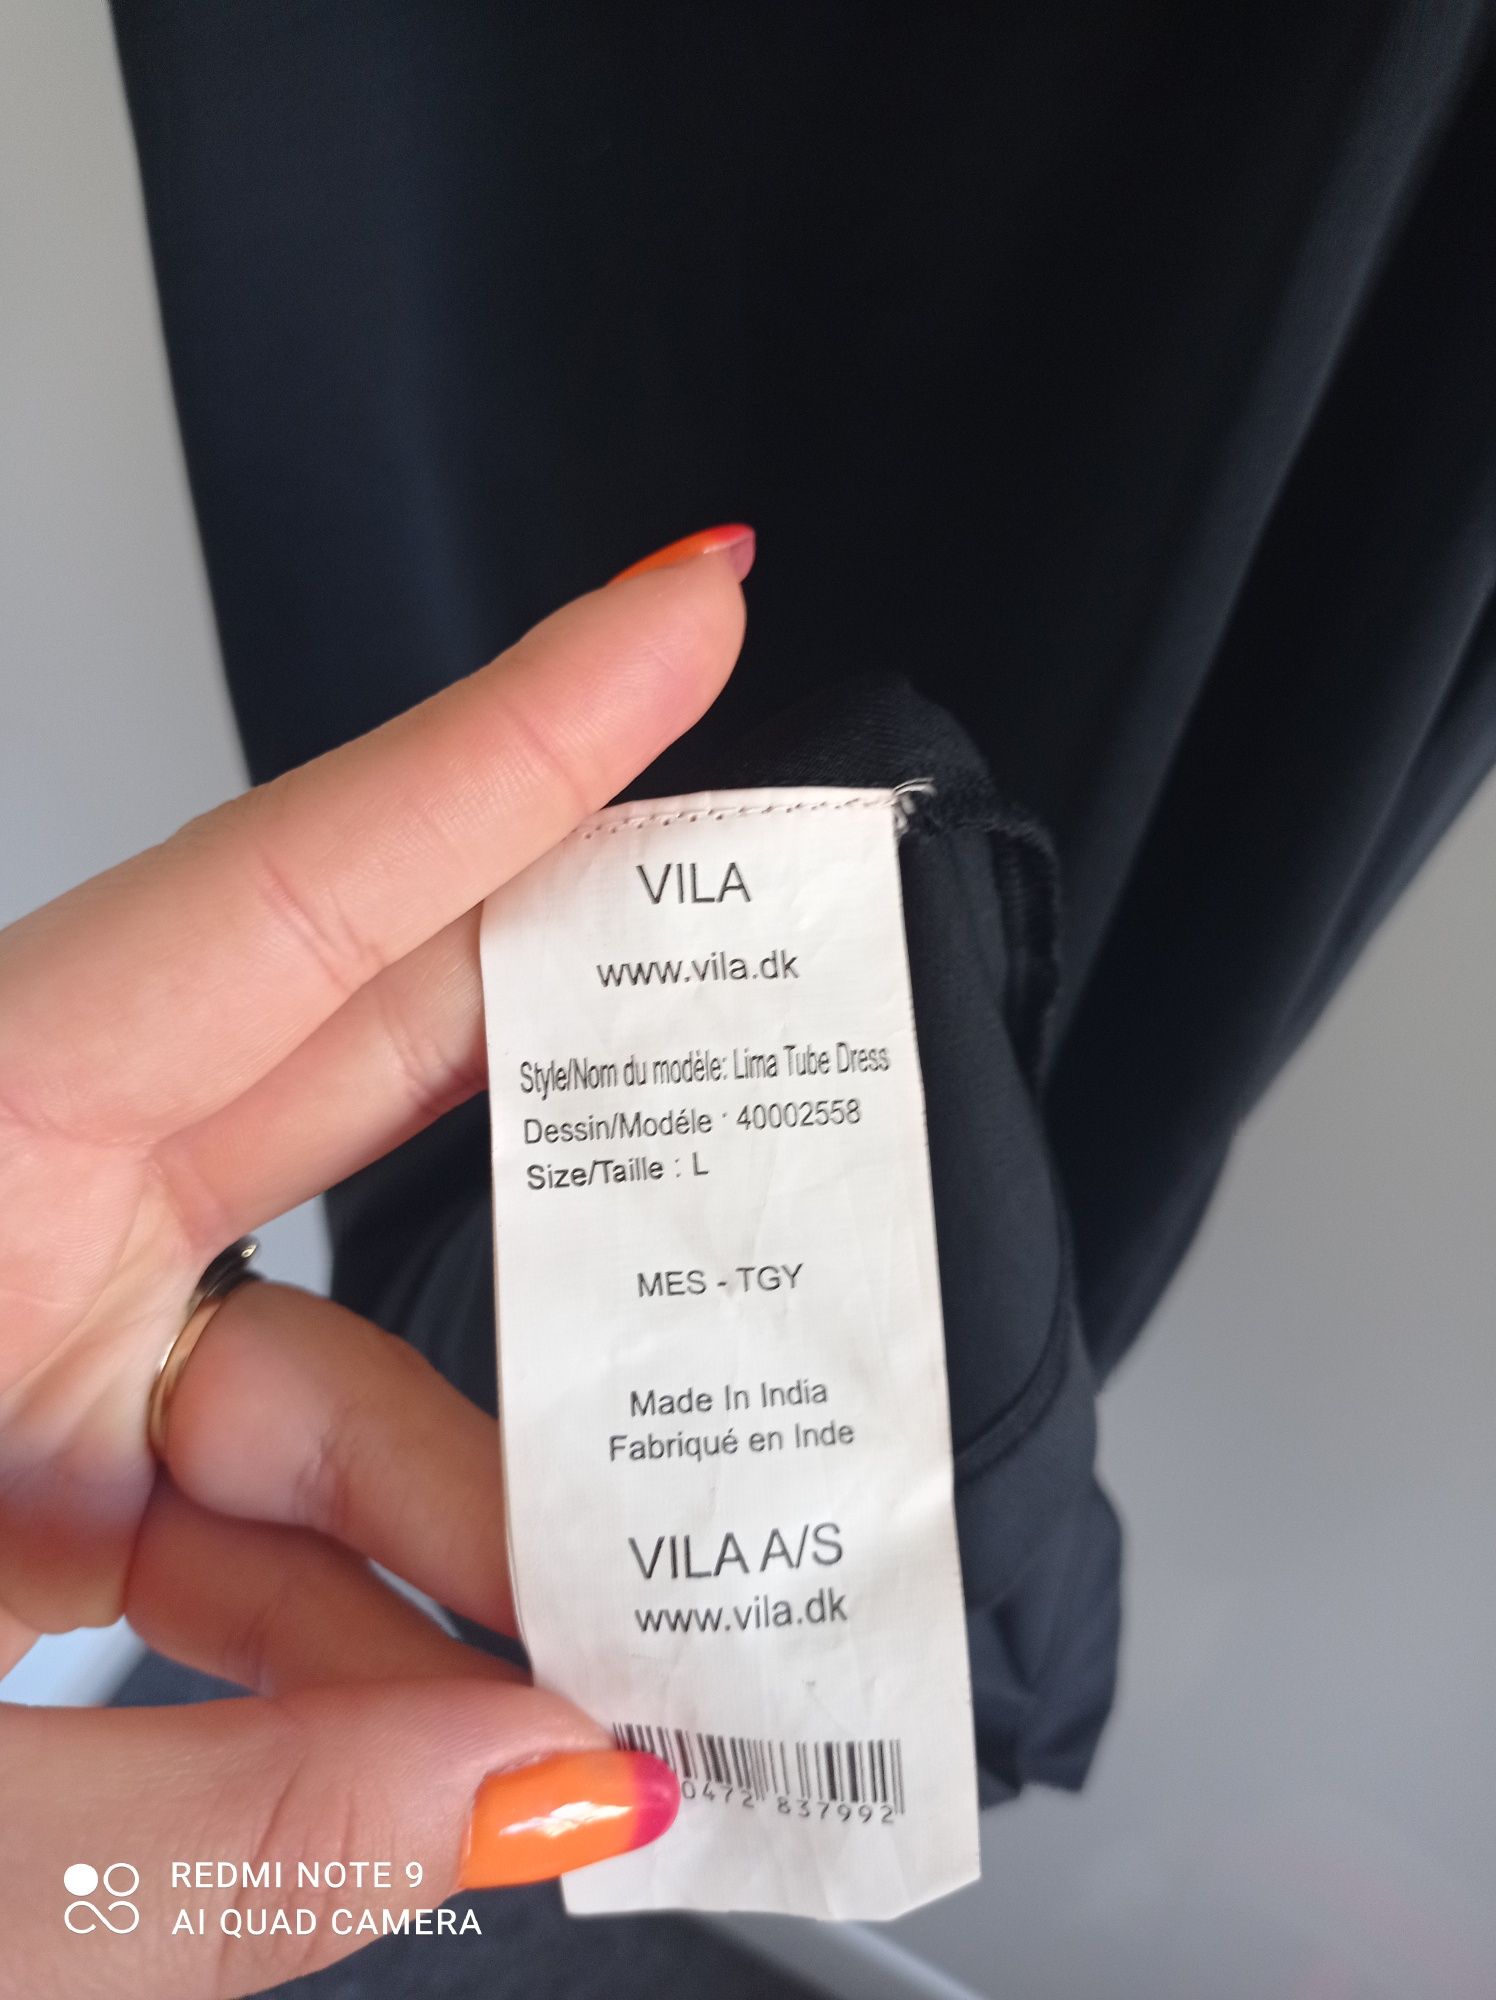 VILA
www.vila.dk
Style/Nom du modèle: Lima Tube Dress
Dessin/Modéle : 40002558
Size/Taille : L
MES - TGY
Made In India
Fabriqué en Inde
VILA A/S
www.vila.dk
0472 837992
REDMI NOTE 9
AI QUAD CAMERA